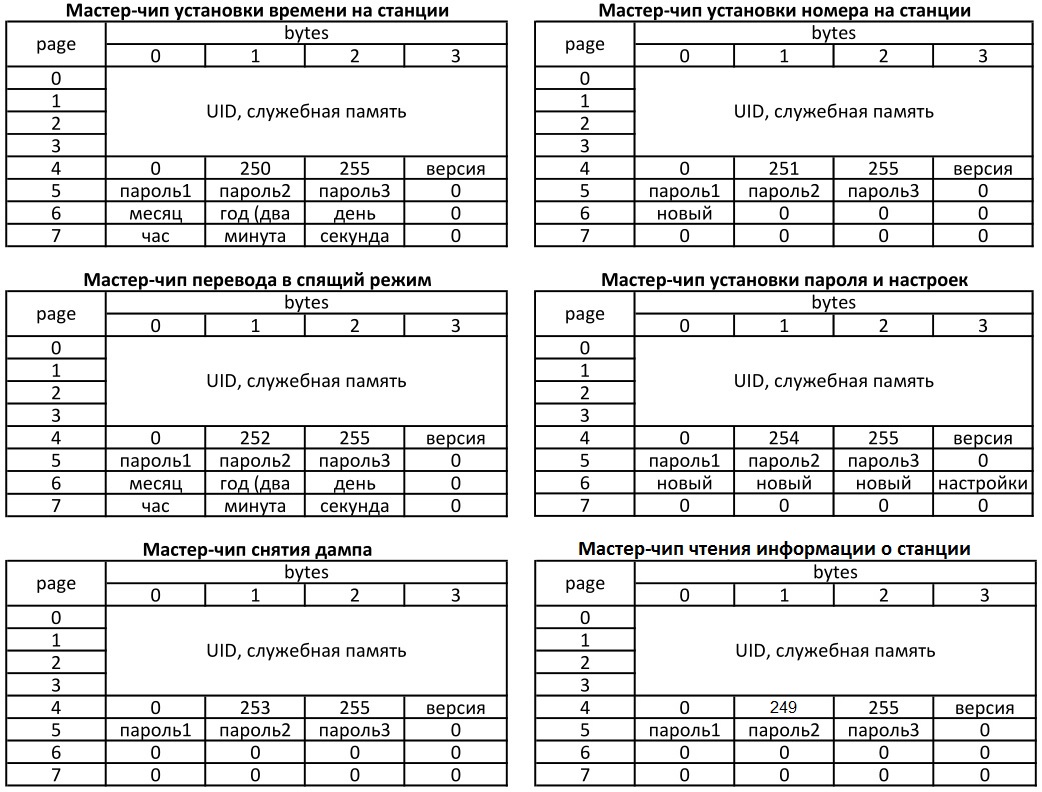 Мастер-чип установки времени на станции
page bytes
0 1 2 3
0
1
UID, служебная память
2
3
4 0 250 255 версия
5 пароль1 пароль2 пароль3 0
6 месяц год (два день 0
7 час минута секунда 0
Мастер-чип установки номера на станции
page bytes
0 1 2 3
0
1
UID, служебная память
2
3
4 0 251 255 версия
5 пароль1 пароль2 пароль3 0
6 новый 0 0 0
7 0 0 0 0
Мастер-чип перевода в спящий режим
page bytes
0 1 2 3
0
1
UID, служебная память
2
3
4 0 252 255 версия
5 пароль1 пароль2 пароль3 0
6 месяц год (два день 0
7 час минута секунда 0
Мастер-чип установки пароля и настроек
page bytes
0 1 2 3
0
1
UID, служебная память
2
3
4 0 254 255 версия
5 пароль1 пароль2 пароль3 0
6 новый новый новый настройки
7 0 0 0 0
Мастер-чип снятия дампа
page bytes
0 1 2 3
0
1
UID, служебная память
2
3
4 0 253 255 версия
5 пароль1 пароль2 пароль3 0
6 0 0 0 0
7 0 0 0 0
Мастер-чип чтения информации о станции
page bytes
0 1 2 3
0
1
UID, служебная память
2
3
4 0 249 255 версия
5 пароль1 пароль2 пароль3 0
6 0 0 0 0
7 0 0 0 0